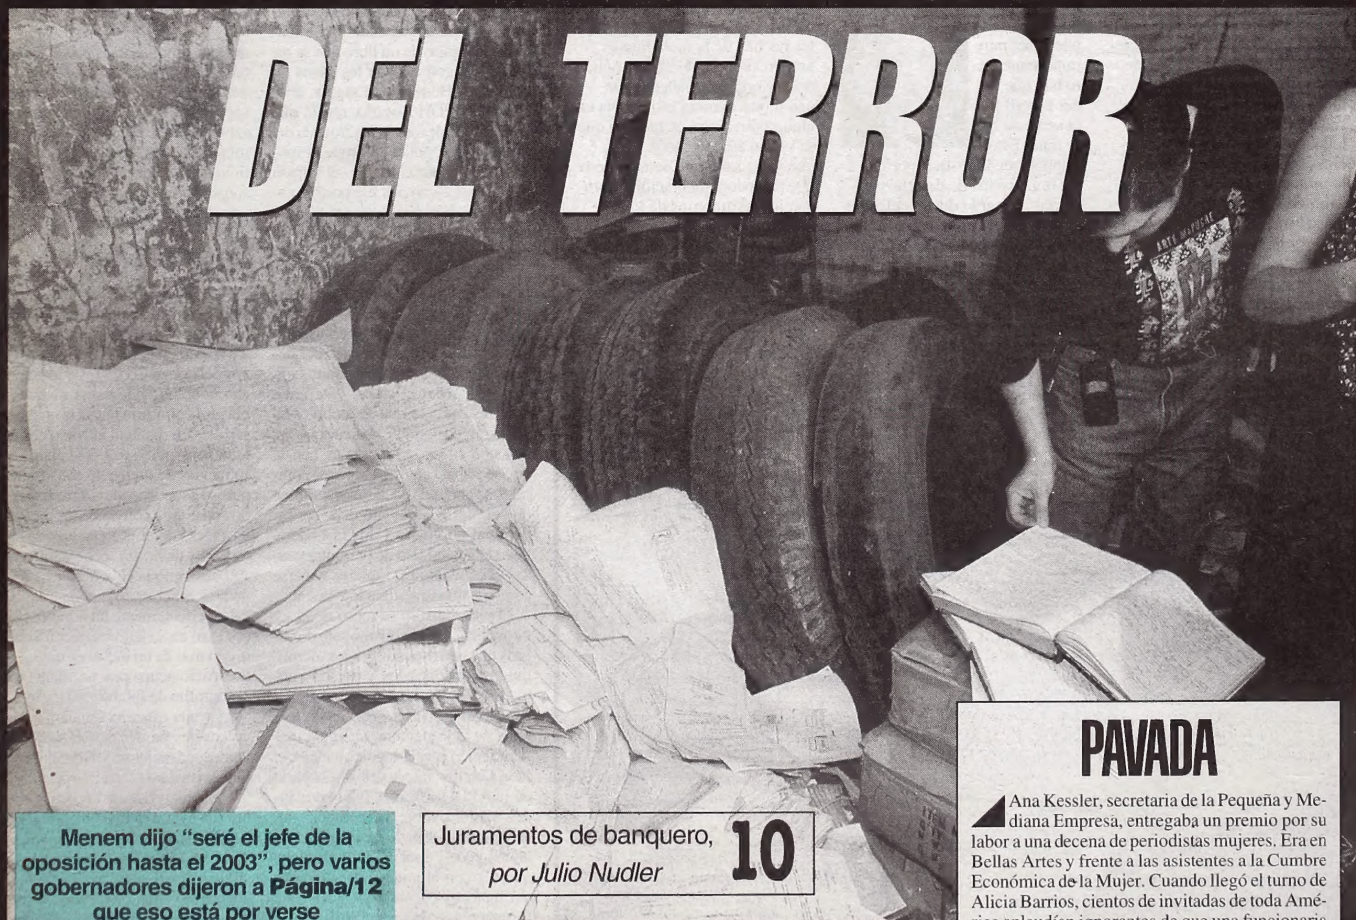 DEL TERROR
Menem dijo “seré el jefe de la
oposición hasta el 2003”, pero varios
gobernadores dijeron a Página/12
que eso está por verse
Juramentos de banquero,
por Julio Nudler
10
PAVADA
Ana Kessler, secretaria de la Pequeña y Me-
diana Empresa, entregaba un premio por su
labor a una decena de periodistas mujeres. Era en
Bellas Artes y frente a las asistentes a la Cumbre
Económica de la Mujer. Cuando llegó el turno de
Alicia Barrios, cientos de invitadas de toda Amé-